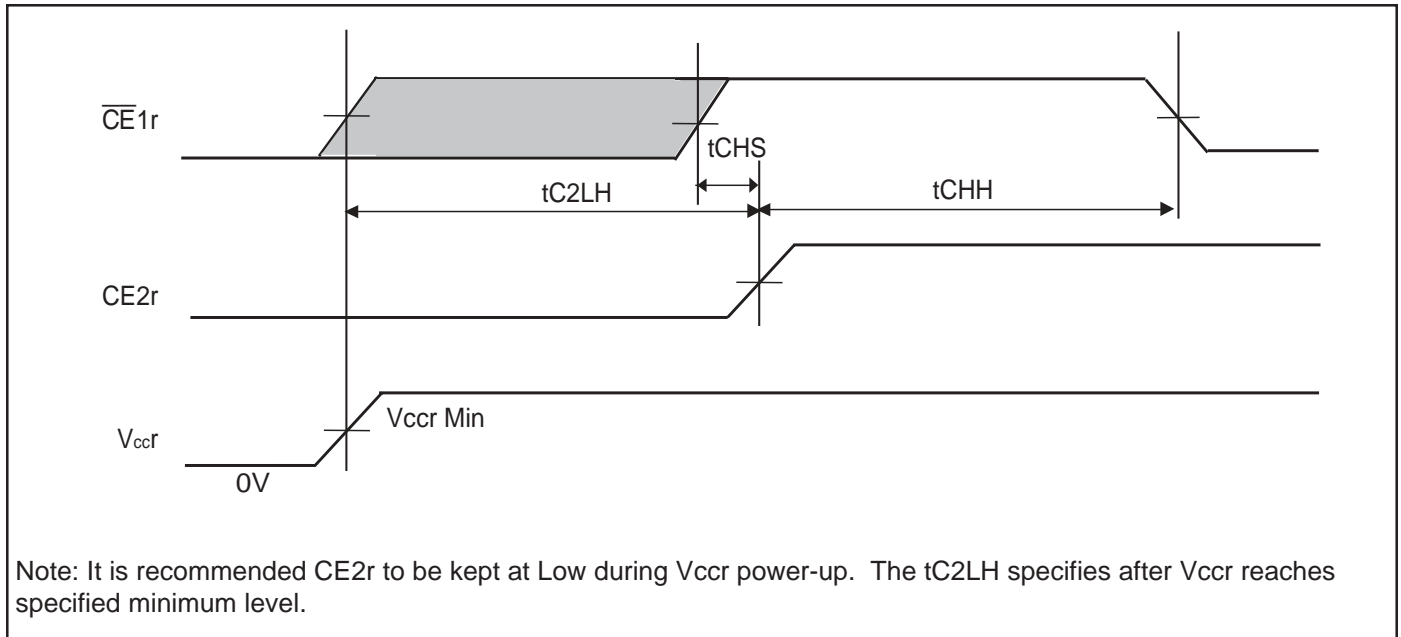 C̅E̅1r
tCHS
tC2LH
tCHH
CE2r
Vccr Min
Vccr
0V
Note: It is recommended CE2r to be kept at Low during Vccr power-up. The tC2LH specifies after Vccr reaches
specified minimum level.